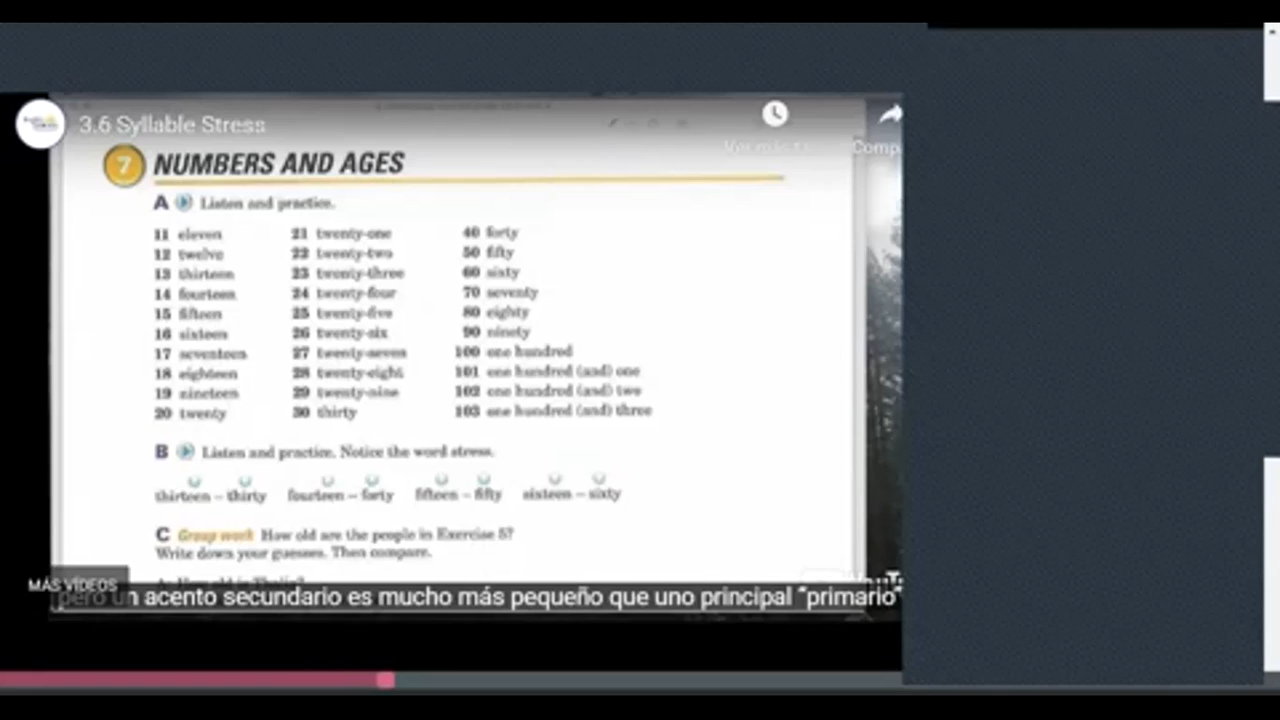 3.6 Syllable Stress
Comp
7 NUMBERS AND AGES
A Listen and practice.
11 eleven 21 twenty-one 40 forty
12 twelve 22 twenty-two 50 fifty
13 thirteen 23 twenty-three 60 sixty
14 fourteen 24 twenty-four 70 seventy
15 fifteen 25 twenty-five 80 eighty
16 sixteen 26 twenty-six 90 ninety
17 seventeen 27 twenty-seven 100 one hundred
18 eighteen 28 twenty-eight 101 one hundred (and) one
19 nineteen 29 twenty-nine 102 one hundred (and) two
20 twenty 30 thirty 103 one hundred (and) three
B Listen and practice. Notice the word stress.
thirteen – thirty fourteen – forty fifteen – fifty sixteen – sixty
C Group work How old are the people in Exercise 5?
Write down your guesses. Then compare.
MÁS VÍDEOS
pero un acento secundario es mucho más pequeño que uno principal “primario”